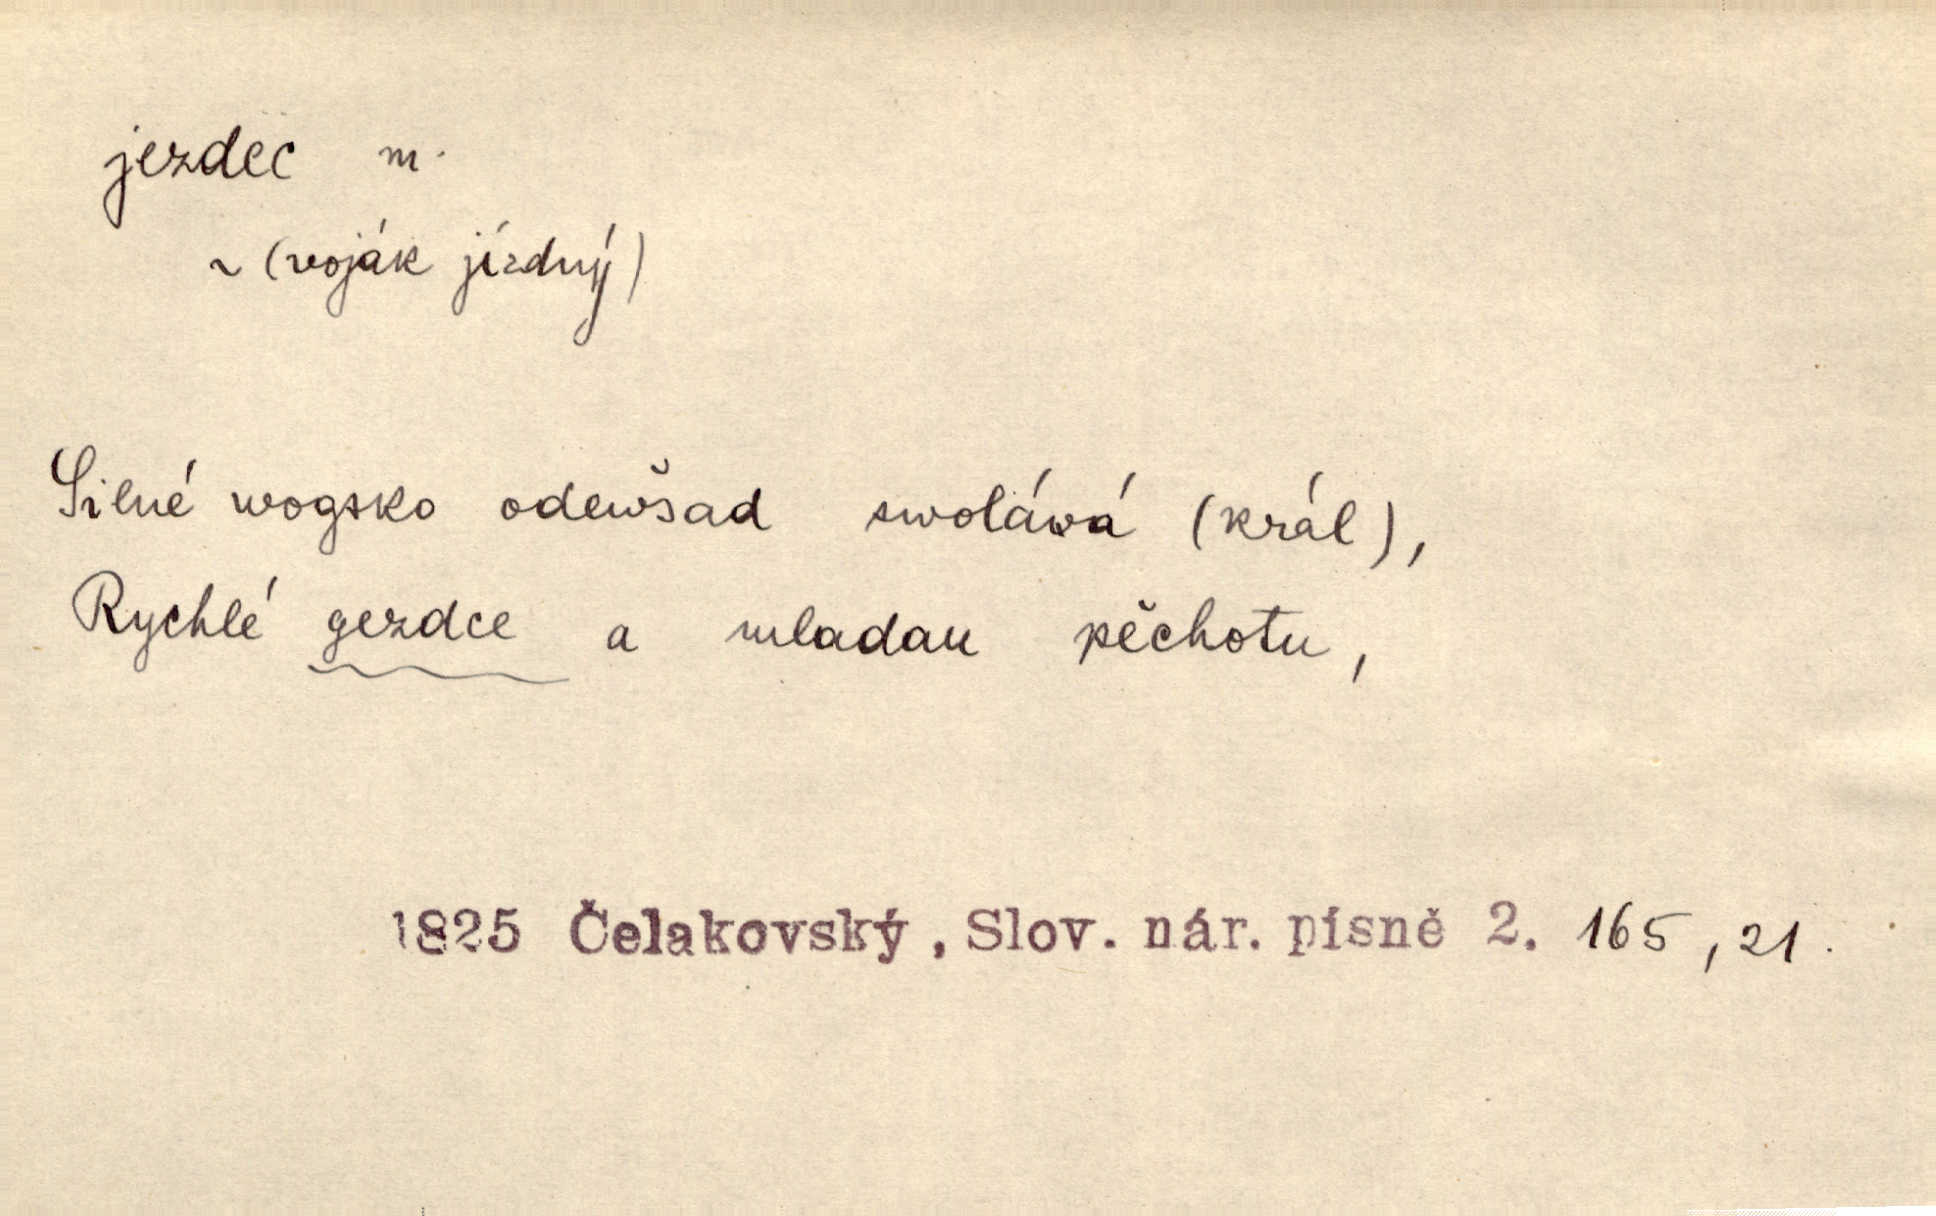 jezdec m.
~ (voják jízdný)
Silné wogsko odewšad swoláwá (král),
Rychlé gezdce a mladau pěchotu,
1825 Čelakovský, Slov. nár. písně 2. 165, 21.